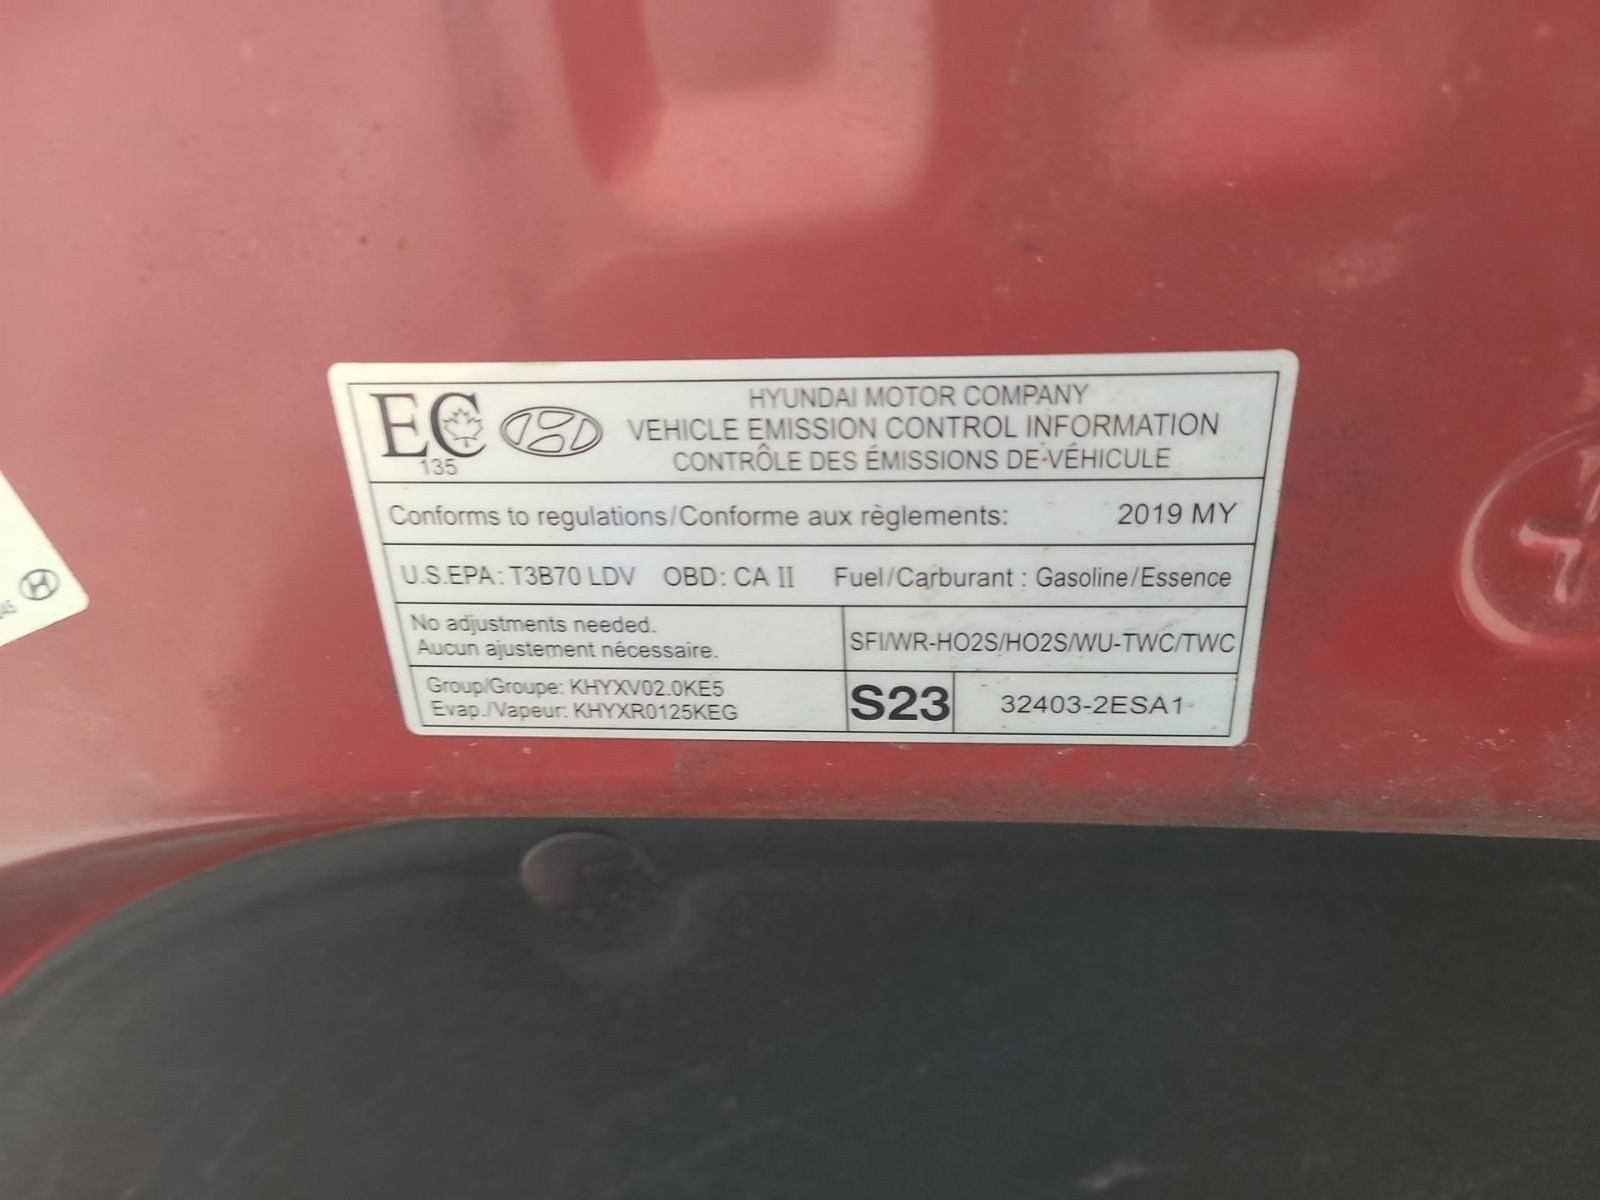 EC
135
HYUNDAI MOTOR COMPANY
VEHICLE EMISSION CONTROL INFORMATION
CONTRÔLE DES ÉMISSIONS DE VÉHICULE
Conforms to regulations/Conforme aux règlements: 2019 MY
U.S.EPA: T3B70 LDV OBD: CA II Fuel/Carburant : Gasoline/Essence
No adjustments needed.
Aucun ajustement nécessaire.
SFI/WR-HO2S/HO2S/WU-TWC/TWC
Group/Groupe: KHYXV02.0KE5
Evap./Vapeur: KHYXR0125KEG
S23
32403-2ESA1